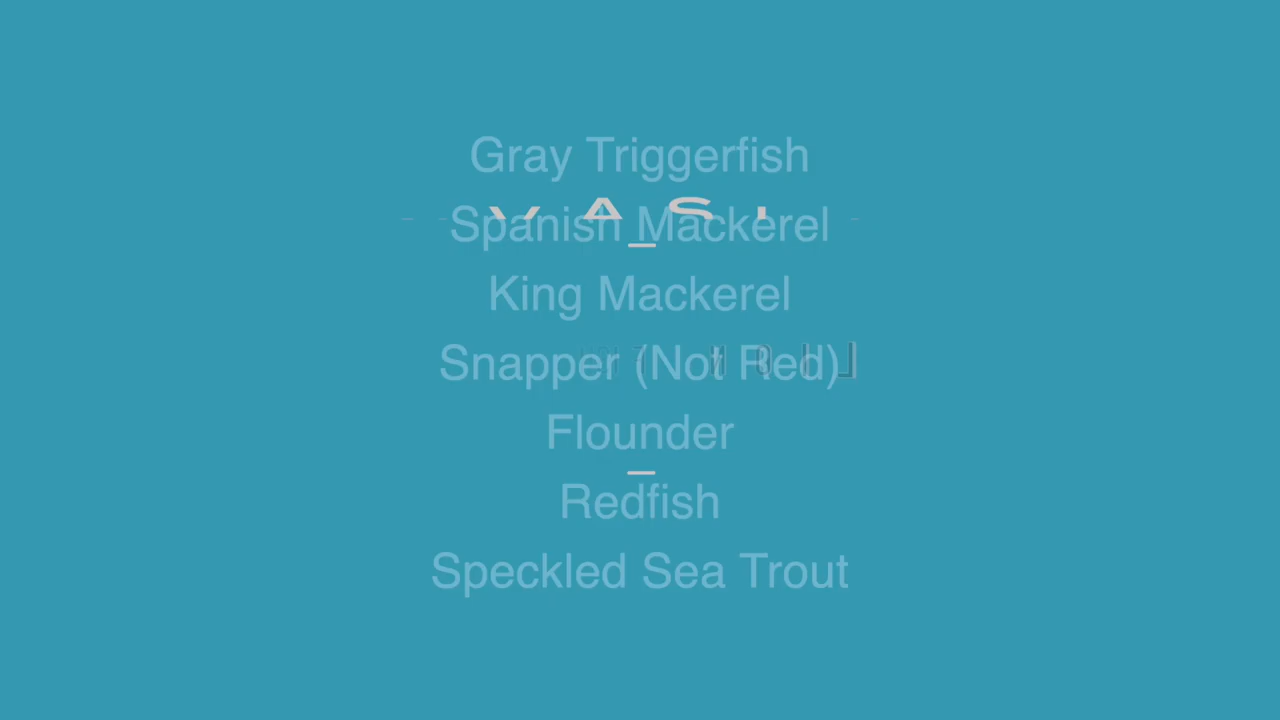 Gray Triggerfish
Spanish Mackerel
King Mackerel
Snapper (Not Red)
Flounder
Redfish
Speckled Sea Trout